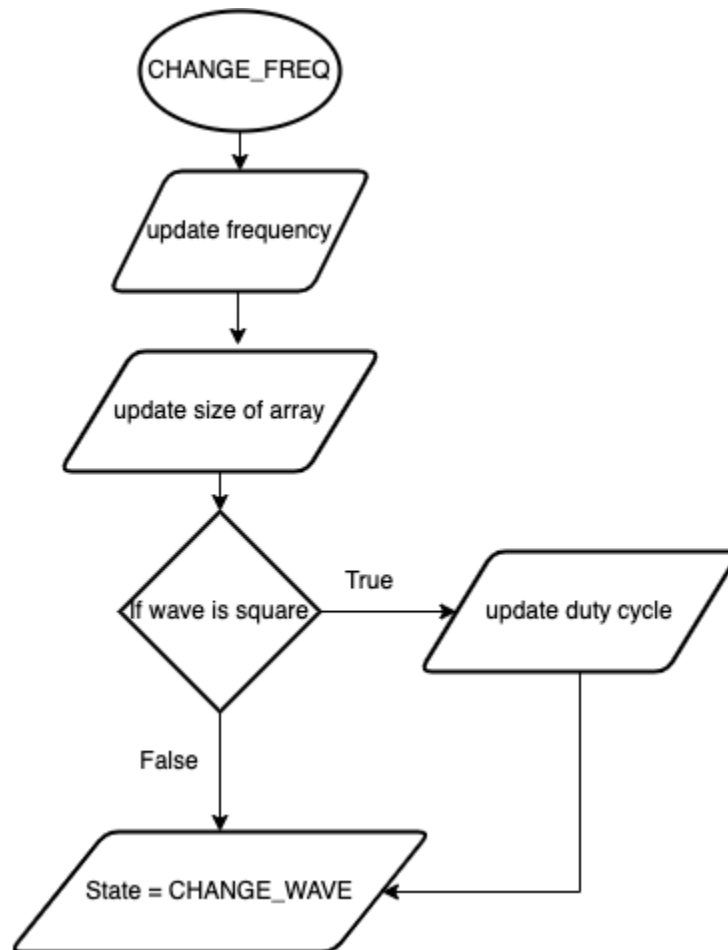 CHANGE_FREQ
update frequency
update size of array
If wave is square
True
update duty cycle
False
State = CHANGE_WAVE